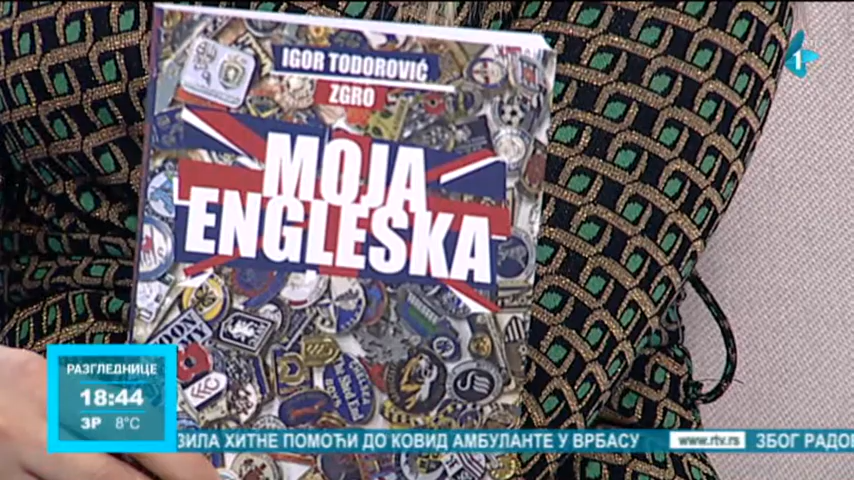 IGOR TODOROVIĆ
ZGRO
MOJA
ENGLESKA
1
РАЗГЛЕДНИЦЕ
18:44
ЗР 8°C
ЗИЛА ХИТНЕ ПОМОЋИ ДО КОВИД АМБУЛАНТЕ У ВРБАСУ www.rtv.rs ЗБОГ РАДОВ